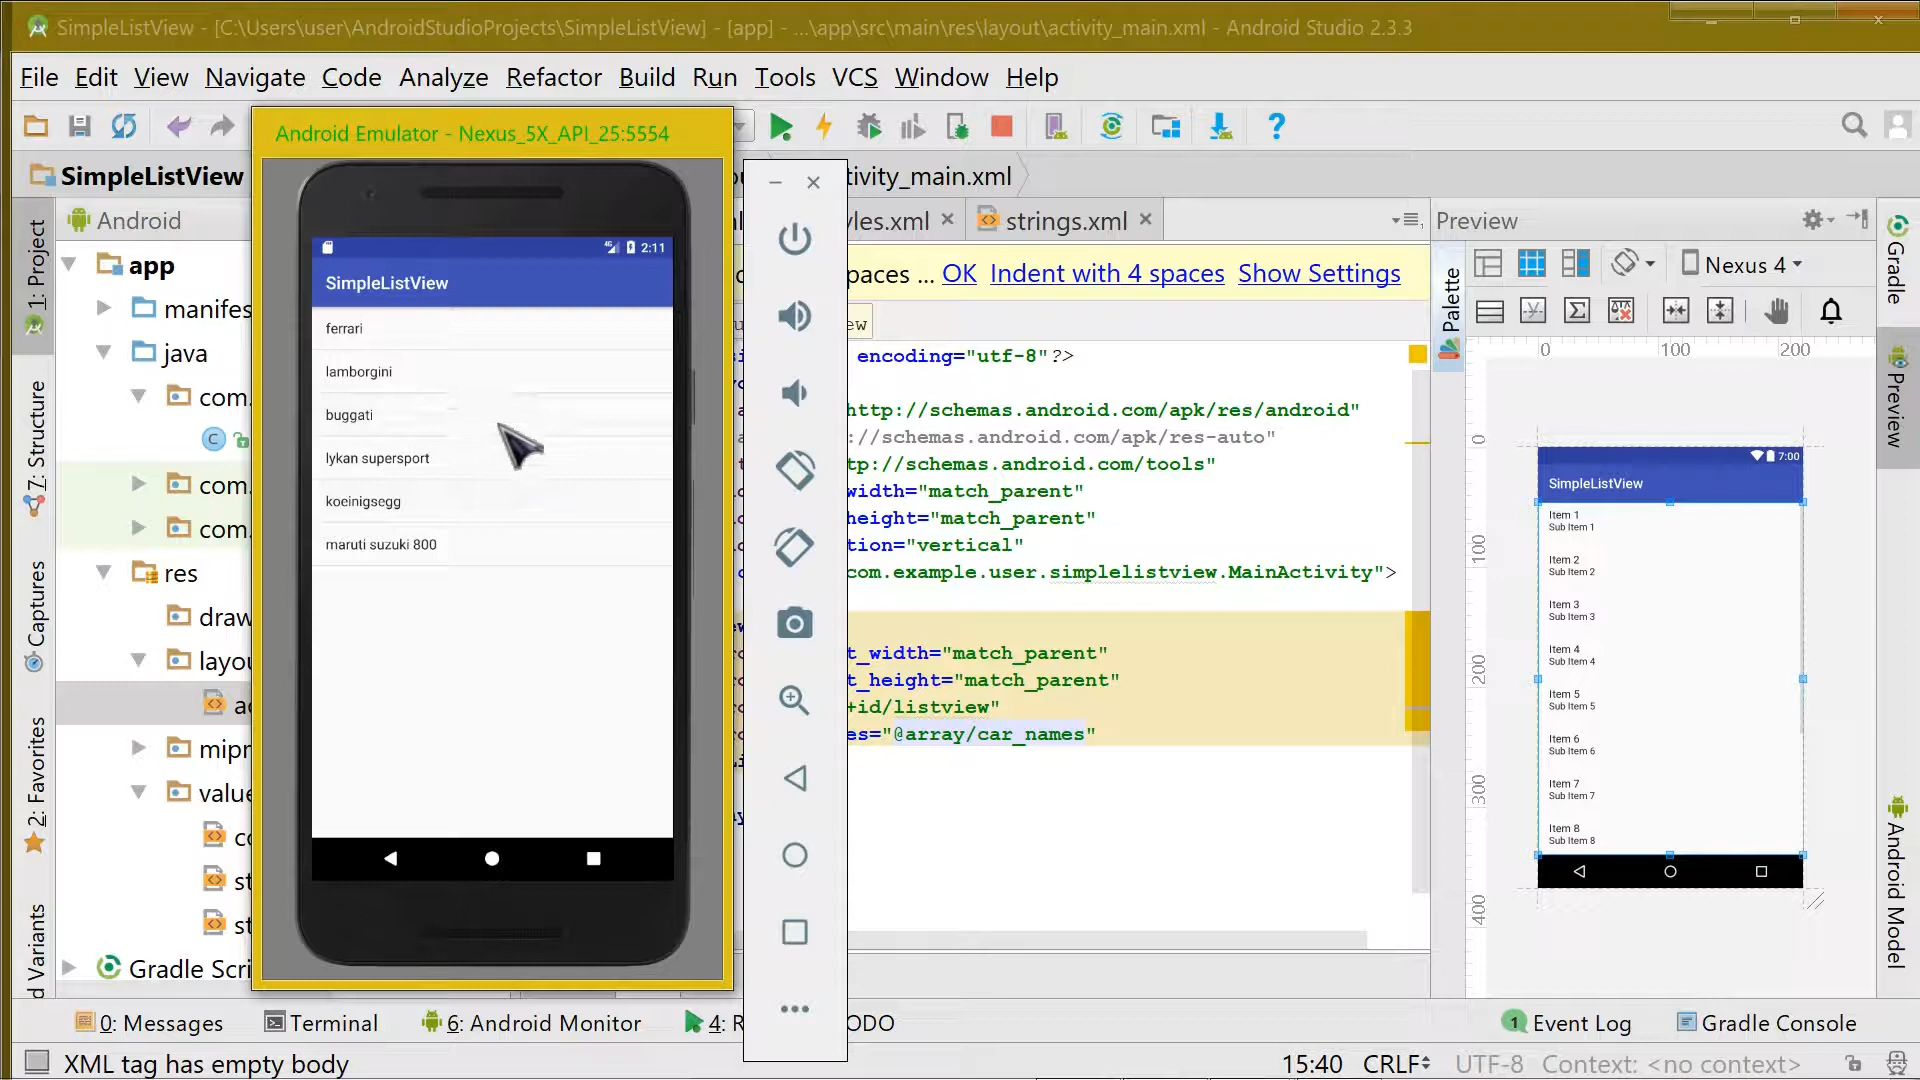 SimpleListView - [C:\Users\user\AndroidStudioProjects\SimpleListView] - [app] - ...\app\src\main\res\layout\activity_main.xml - Android Studio 2.3.3
File Edit View Navigate Code Analyze Refactor Build Run Tools VCS Window Help
Android Emulator - Nexus_5X_API_25:5554
SimpleListView
tivity_main.xml
Android
yles.xml
strings.xml
Preview
1: Project
7: Structure
Captures
2: Favorites
d Variants
app
manifes
java
com.
com.
com.
res
draw
layou
ac
mipr
value
co
st
st
Gradle Scri
2:11
SimpleListView
ferrari
lamborgini
buggati
lykan supersport
koeinigsegg
maruti suzuki 800
paces ... OK Indent with 4 spaces Show Settings
ew
encoding="utf-8"?>
http://schemas.android.com/apk/res/android"
://schemas.android.com/apk/res-auto"
tp://schemas.android.com/tools"
width="match_parent"
height="match_parent"
tion="vertical"
com.example.user.simplelistview.MainActivity">
t_width="match_parent"
t_height="match_parent"
+id/listview"
es="@array/car_names"
Palette
Nexus 4
0 100 200
0
100
200
300
400
7:00
SimpleListView
Item 1
Sub Item 1
Item 2
Sub Item 2
Item 3
Sub Item 3
Item 4
Sub Item 4
Item 5
Sub Item 5
Item 6
Sub Item 6
Item 7
Sub Item 7
Item 8
Sub Item 8
Gradle
Preview
Android Model
0: Messages Terminal 6: Android Monitor 4: R ODO
1 Event Log Gradle Console
XML tag has empty body
15:40 CRLF UTF-8 Context: <no context>